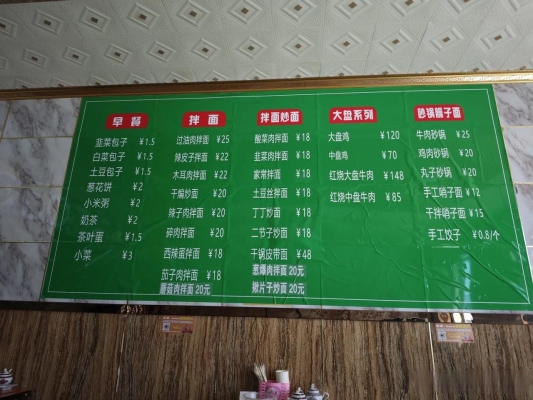 早餐
韭菜包子 ¥1.5
白菜包子 ¥1.5
土豆包子 ¥1.5
葱花饼 ¥2
小米粥 ¥2
奶茶 ¥2
茶叶蛋 ¥1.5
小菜 ¥3
拌面
过油肉拌面 ¥25
辣皮子拌面 ¥22
木耳肉拌面 ¥22
干煸炒面 ¥20
辣子肉拌面 ¥20
碎肉拌面 ¥20
西辣蛋拌面 ¥18
茄子肉拌面 ¥18
蘑菇肉拌面 20元
拌面炒面
酸菜肉拌面 ¥18
韭菜肉拌面 ¥18
家常拌面 ¥18
土豆丝拌面 ¥18
丁丁炒面 ¥18
二节子炒面 ¥18
干锅皮带面 ¥48
葱爆肉拌面 20元
揪片子炒面 20元
大盘系列
大盘鸡 ¥120
中盘鸡 ¥70
红烧大盘牛肉 ¥148
红烧中盘牛肉 ¥85
砂锅臊子面
牛肉砂锅 ¥25
鸡肉砂锅 ¥20
丸子砂锅 ¥20
手工哨子面 ¥12
干拌哨子面 ¥15
手工饺子 ¥0.8/个